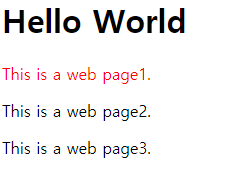 Hello World
This is a web page1.
This is a web page2.
This is a web page3.